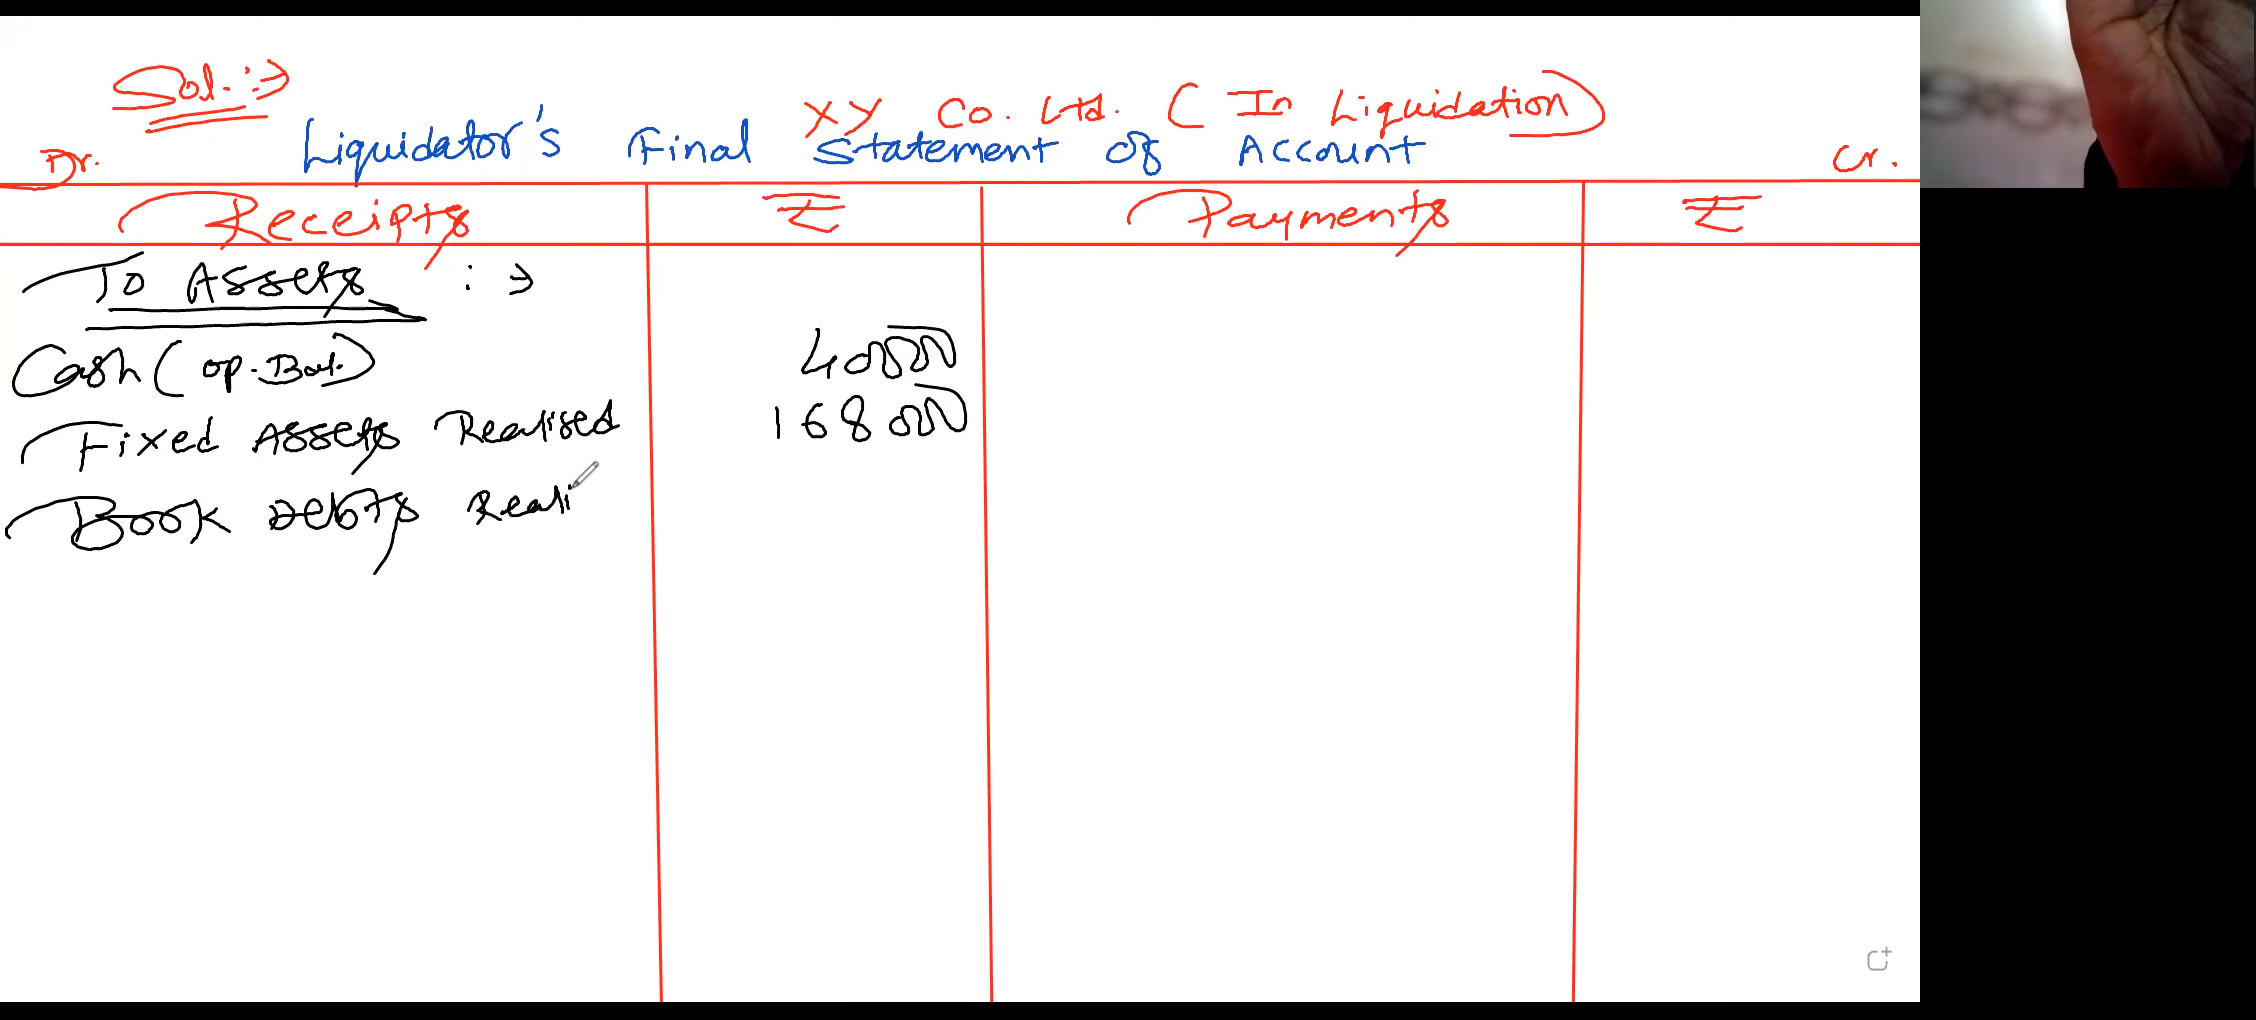 Sol. :→
XY Co. Ltd. (In Liquidation)
Dr. Liquidator's Final Statement of Account Cr.
Receipts ₹ Payments ₹
To Assets :→
Cash (op. Bal.) 40000
Fixed Assets Realised 168000
Book Debts Reali